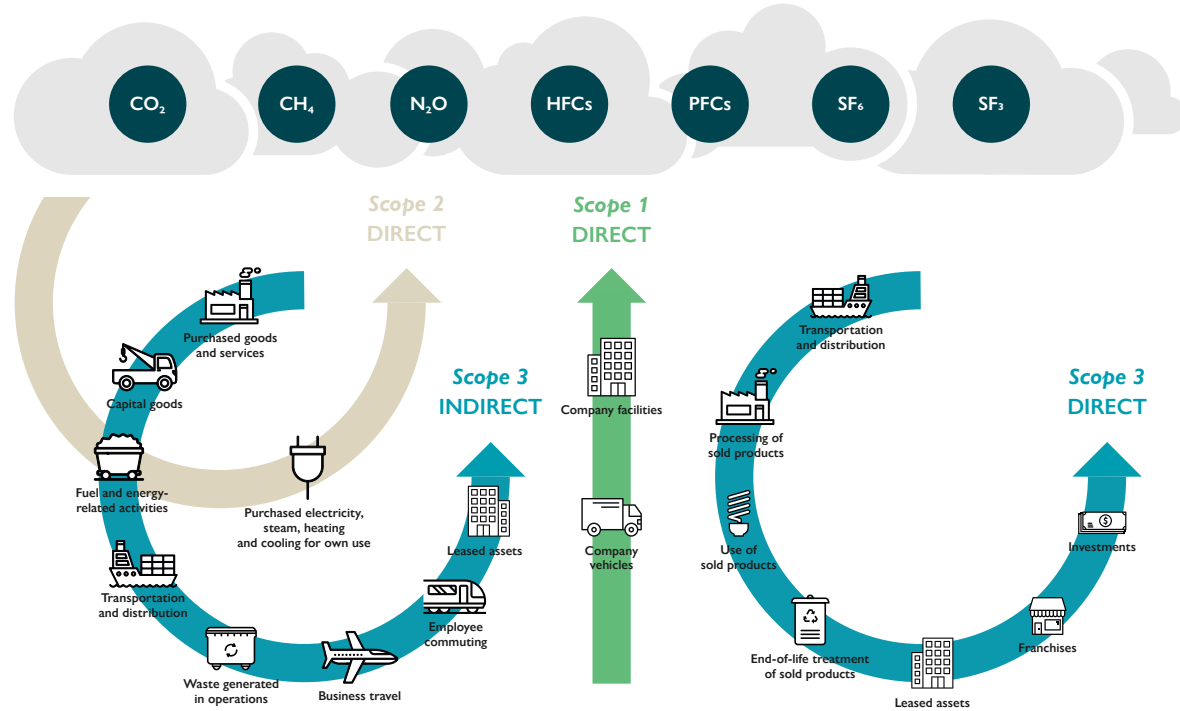 CO₂
CH₄
N₂O
HFCs
PFCs
SF₆
SF₃
Scope 2
DIRECT
Scope 1
DIRECT
Purchased goods
and services
Capital goods
Fuel and energy-
related activities
Transportation
and distribution
Waste generated
in operations
Business travel
Employee
commuting
Leased assets
Scope 3
INDIRECT
Purchased electricity,
steam, heating
and cooling for own use
Company facilities
Company
vehicles
Transportation
and distribution
Processing of
sold products
Use of
sold products
End-of-life treatment
of sold products
Leased assets
Franchises
Investments
Scope 3
DIRECT